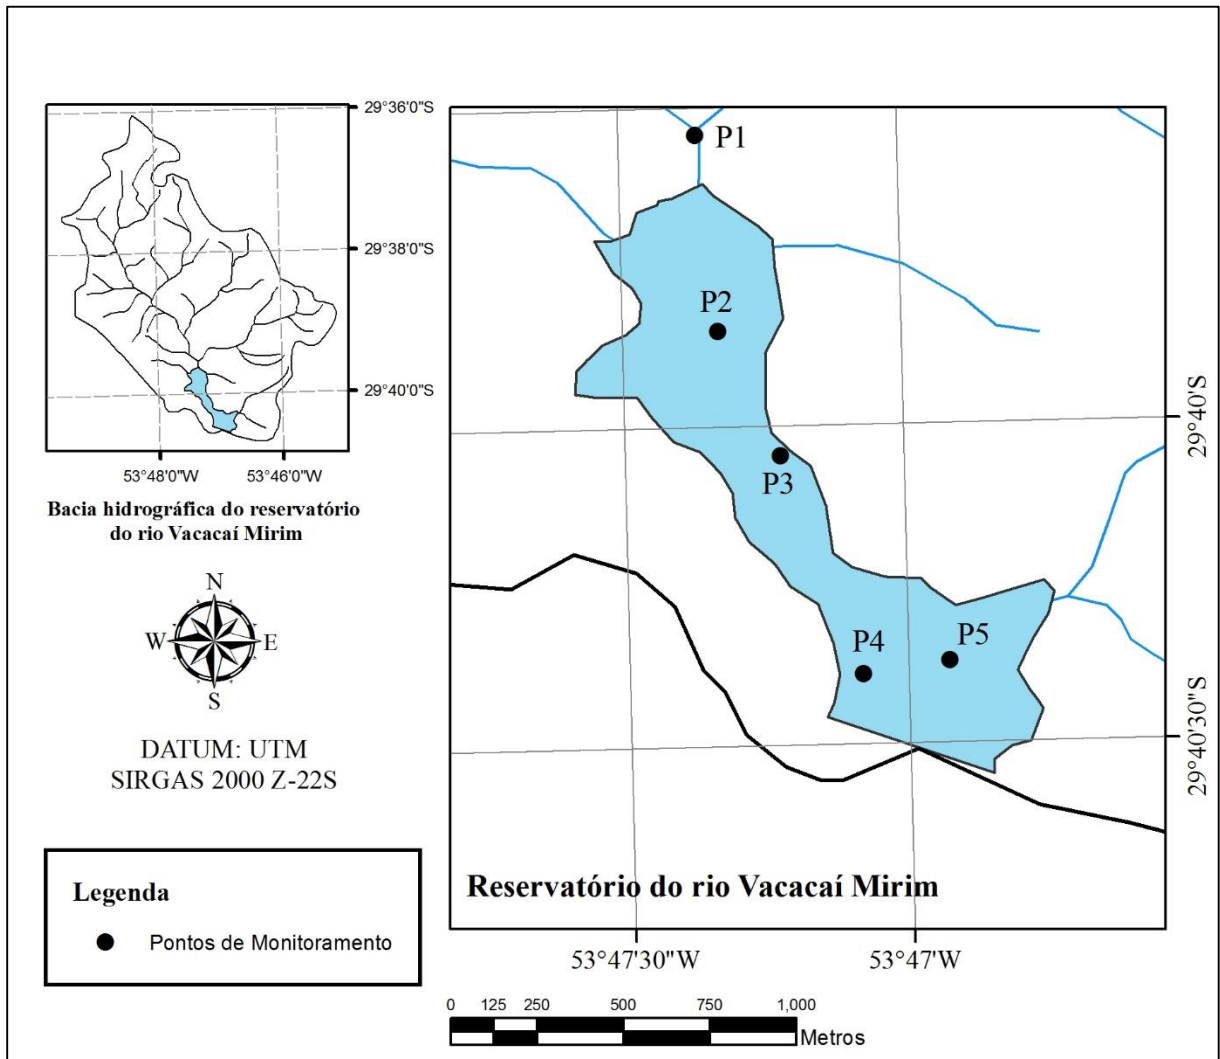 29°36'0"S
29°38'0"S
29°40'0"S
53°48'0"W 53°46'0"W
Bacia hidrográfica do reservatório
do rio Vacacaí Mirim
N
W E
S
DATUM: UTM
SIRGAS 2000 Z-22S
Legenda
Pontos de Monitoramento
P1
P2
P3
P4
P5
29°40'S
29°40'30"S
Reservatório do rio Vacacaí Mirim
53°47'30"W 53°47'W
0 125 250 500 750 1,000
Metros